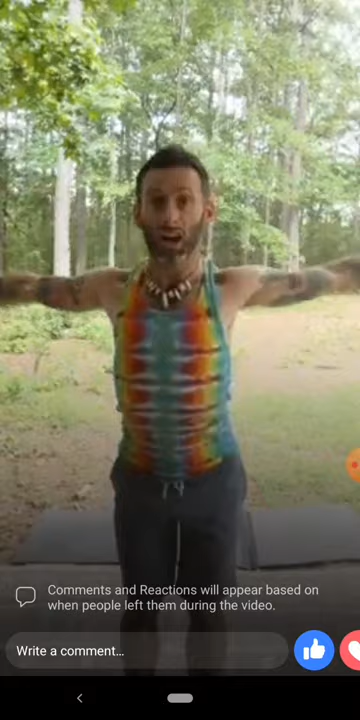 Comments and Reactions will appear based on
when people left them during the video.
Write a comment...